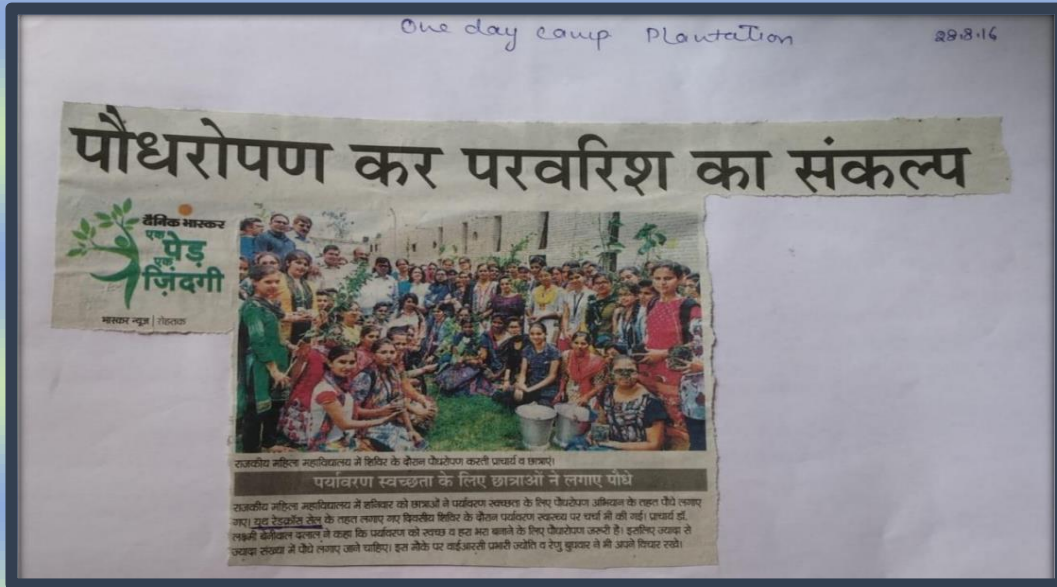 One day camp Plantation 28.8.16
पौधरोपण कर परवरिश का संकल्प
दैनिक भास्कर
एक पेड़
एक ज़िंदगी
भास्कर न्यूज | रोहतक
राजकीय महिला महाविद्यालय में शिविर के दौरान पौधरोपण करती प्राचार्य व छात्राएं।
पर्यावरण स्वच्छता के लिए छात्राओं ने लगाए पौधे
राजकीय महिला महाविद्यालय में शनिवार को छात्राओं ने पर्यावरण स्वच्छता के लिए पौधरोपण अभियान के तहत पौधे लगाए
गए। यूथ रेडक्रॉस सेल के तहत लगाए गए दिवसीय शिविर के दौरान पर्यावरण स्वास्थ्य पर चर्चा भी की गई। प्राचार्य डॉ.
लक्ष्मी बेनीवाल दलाल ने कहा कि पर्यावरण को स्वच्छ व हरा भरा बनाने के लिए पौधारोपण जरूरी है। इसलिए ज्यादा से
ज्यादा संख्या में पौधे लगाए जाने चाहिए। इस मौके पर वाईआरसी प्रभारी ज्योति व रेणु बुधवार ने भी अपने विचार रखे।